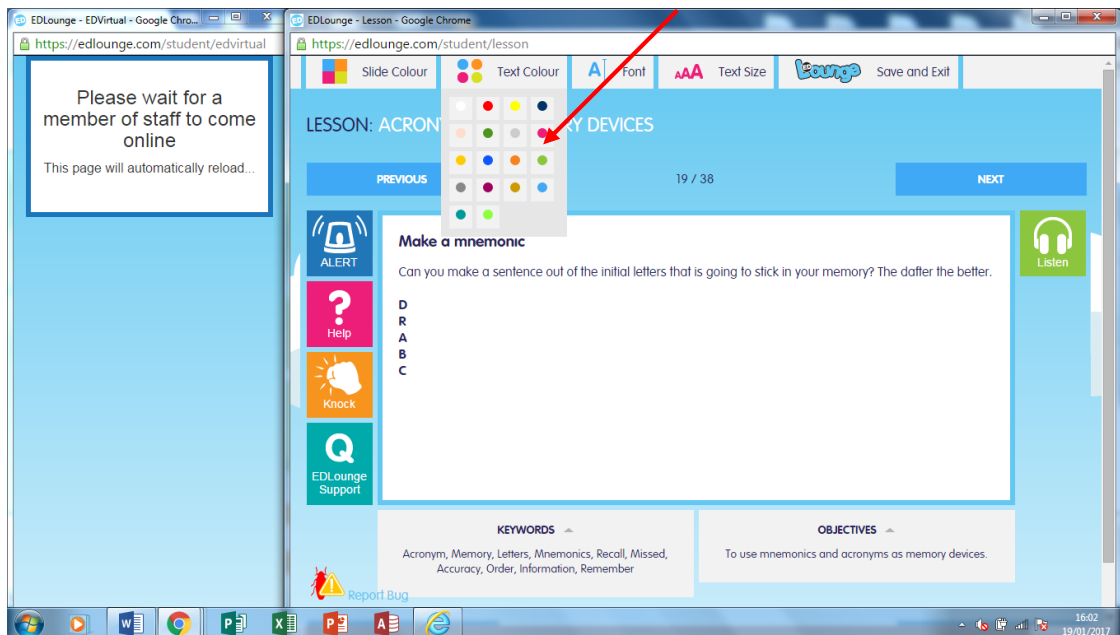 EDLounge - EDVirtual - Google Chro...
https://edlounge.com/student/edvirtual
Please wait for a
member of staff to come
online
This page will automatically reload...
EDLounge - Lesson - Google Chrome
https://edlounge.com/student/lesson
Slide Colour
Text Colour
A Font
AAA Text Size
Lounge Save and Exit
LESSON: ACRON Y DEVICES
PREVIOUS
19 / 38
NEXT
ALERT
Help
Knock
Q
EDLounge
Support
Make a mnemonic
Can you make a sentence out of the initial letters that is going to stick in your memory? The dafter the better.
D
R
A
B
C
Listen
KEYWORDS
Acronym, Memory, Letters, Mnemonics, Recall, Missed,
Accuracy, Order, Information, Remember
OBJECTIVES
To use mnemonics and acronyms as memory devices.
Report Bug
16:02
19/01/2017